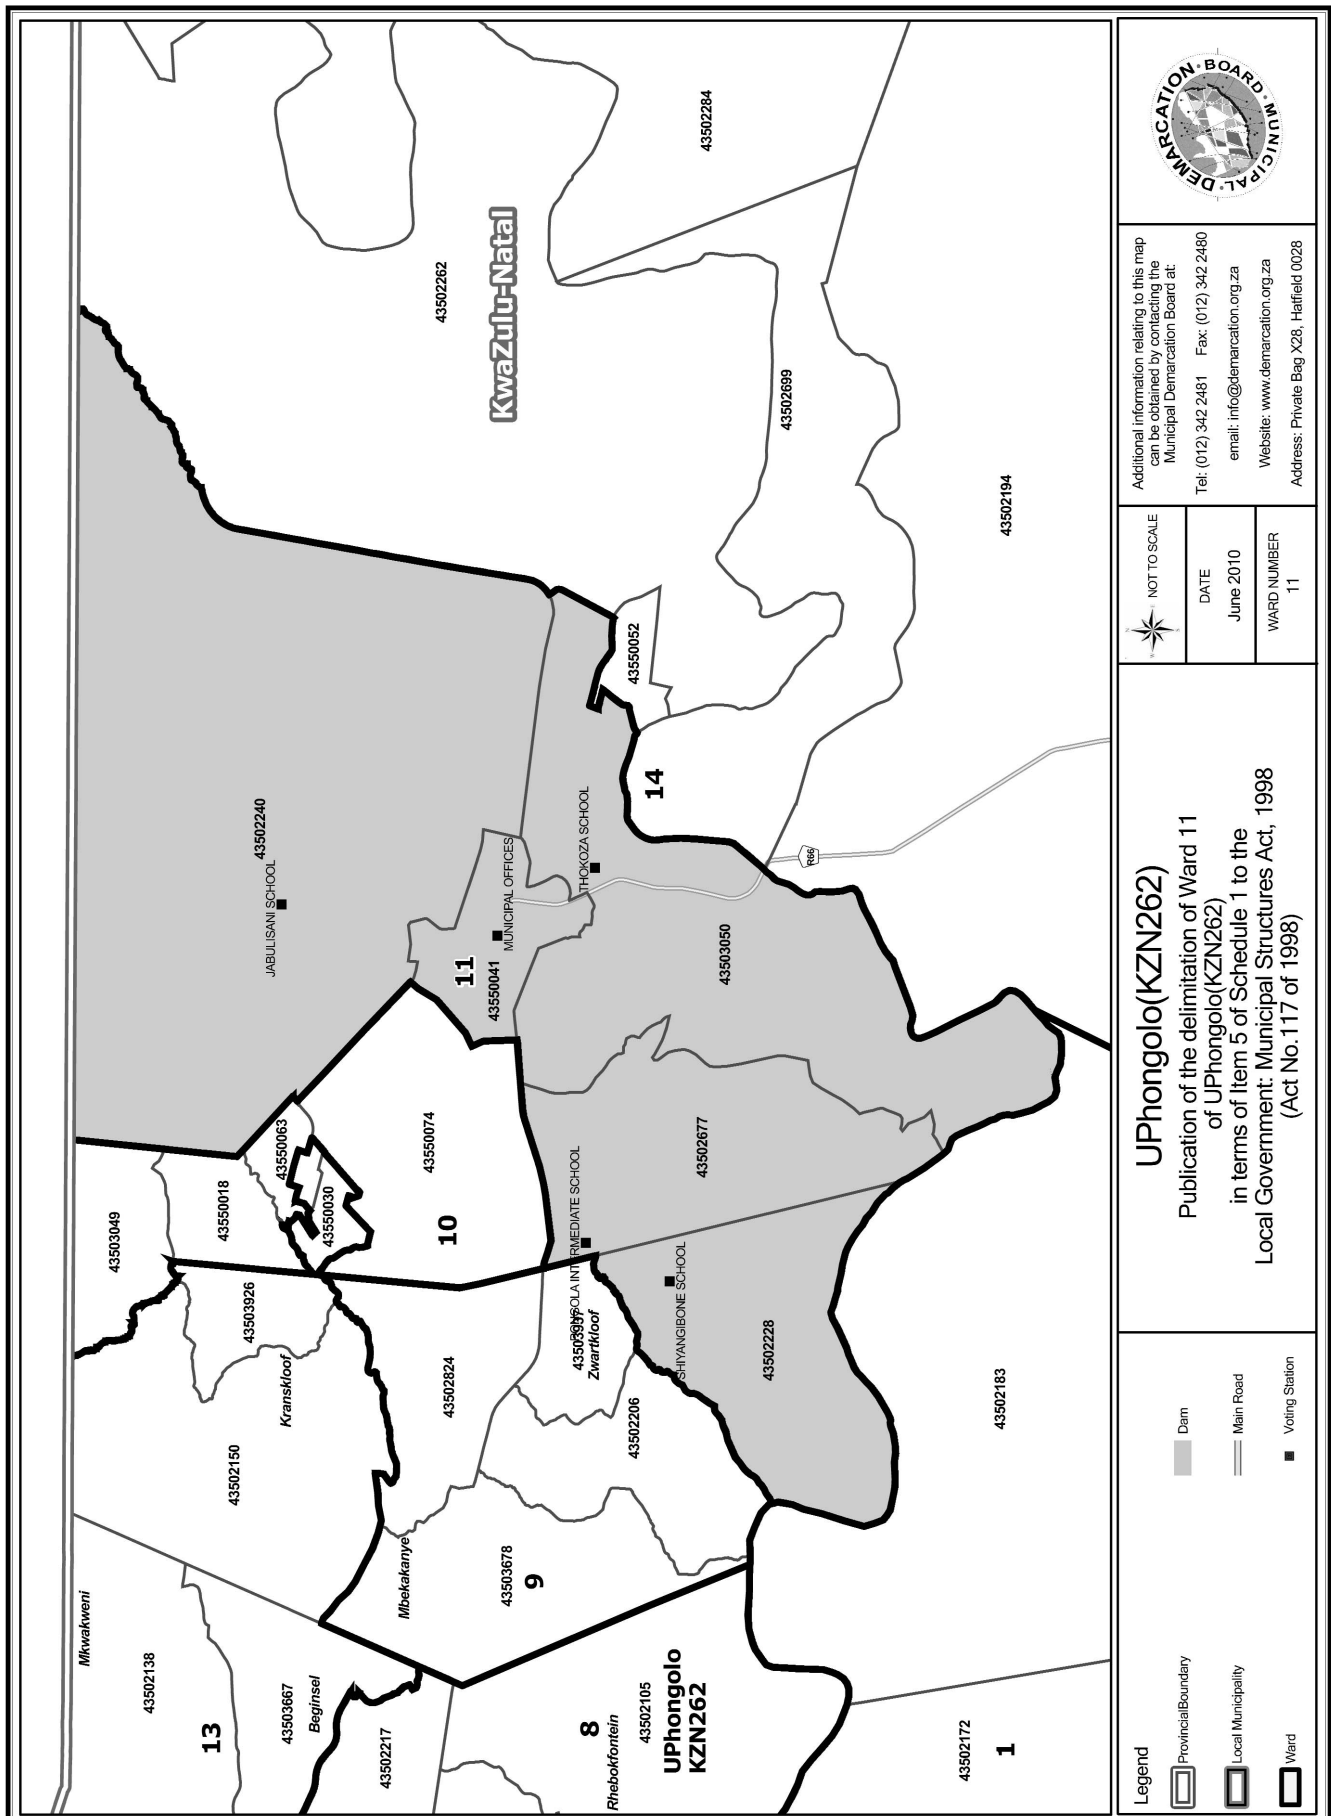 Mkwakweni
43502138
13
43503667
Beginsel
43502217
8
Rhebokfontein
43502105
UPhongolo
KZN262
43502172
1
43502150
Kranskloof
43503926
43503049
43550018
43550063
43550030
43550074
10
43502824
Mbekakanye
43503678
9
43502206
Zwartkloof
SHIYANGIBONE SCHOOL
43502228
43502183
43502677
43503050
JABULISANI SCHOOL
43502240
11
43550041
MUNICIPAL OFFICES
THOKOZA SCHOOL
14
R66
43550052
43502262
KwaZulu-Natal
43502284
43502699
43502194
Legend
ProvincialBoundary
Local Municipality
Ward
Dam
Main Road
Voting Station
UPhongolo(KZN262)
Publication of the delimitation of Ward 11
of UPhongolo(KZN262)
in terms of Item 5 of Schedule 1 to the
Local Government: Municipal Structures Act, 1998
(Act No.117 of 1998)
NOT TO SCALE
DATE
June 2010
WARD NUMBER
11
Additional information relating to this map
can be obtained by contacting the
Municipal Demarcation Board at:
Tel: (012) 342 2481 Fax: (012) 342 2480
email: info@demarcation.org.za
Website: www.demarcation.org.za
Address: Private Bag X28, Hatfield 0028
MUNICIPAL · DEMARCATION · BOARD ·